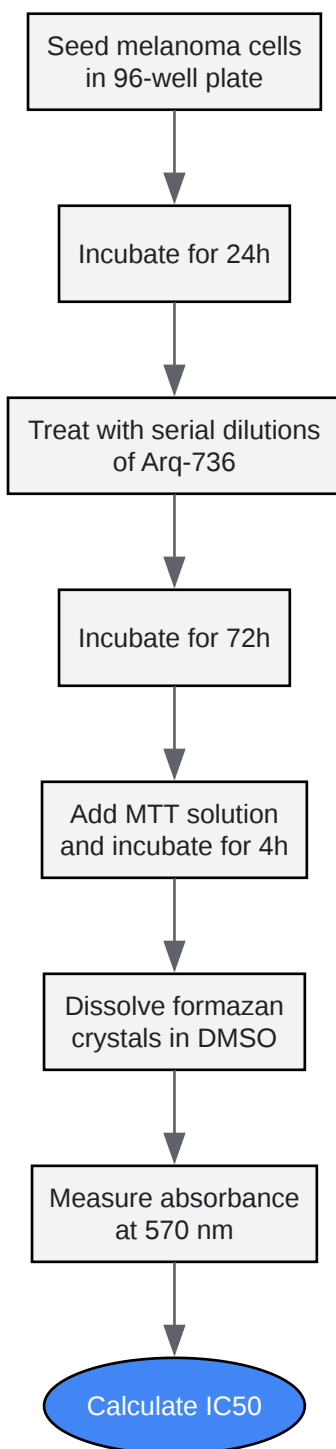 Seed melanoma cells
in 96-well plate
Incubate for 24h
Treat with serial dilutions
of Arq-736
Incubate for 72h
Add MTT solution
and incubate for 4h
Dissolve formazan
crystals in DMSO
Measure absorbance
at 570 nm
Calculate IC50